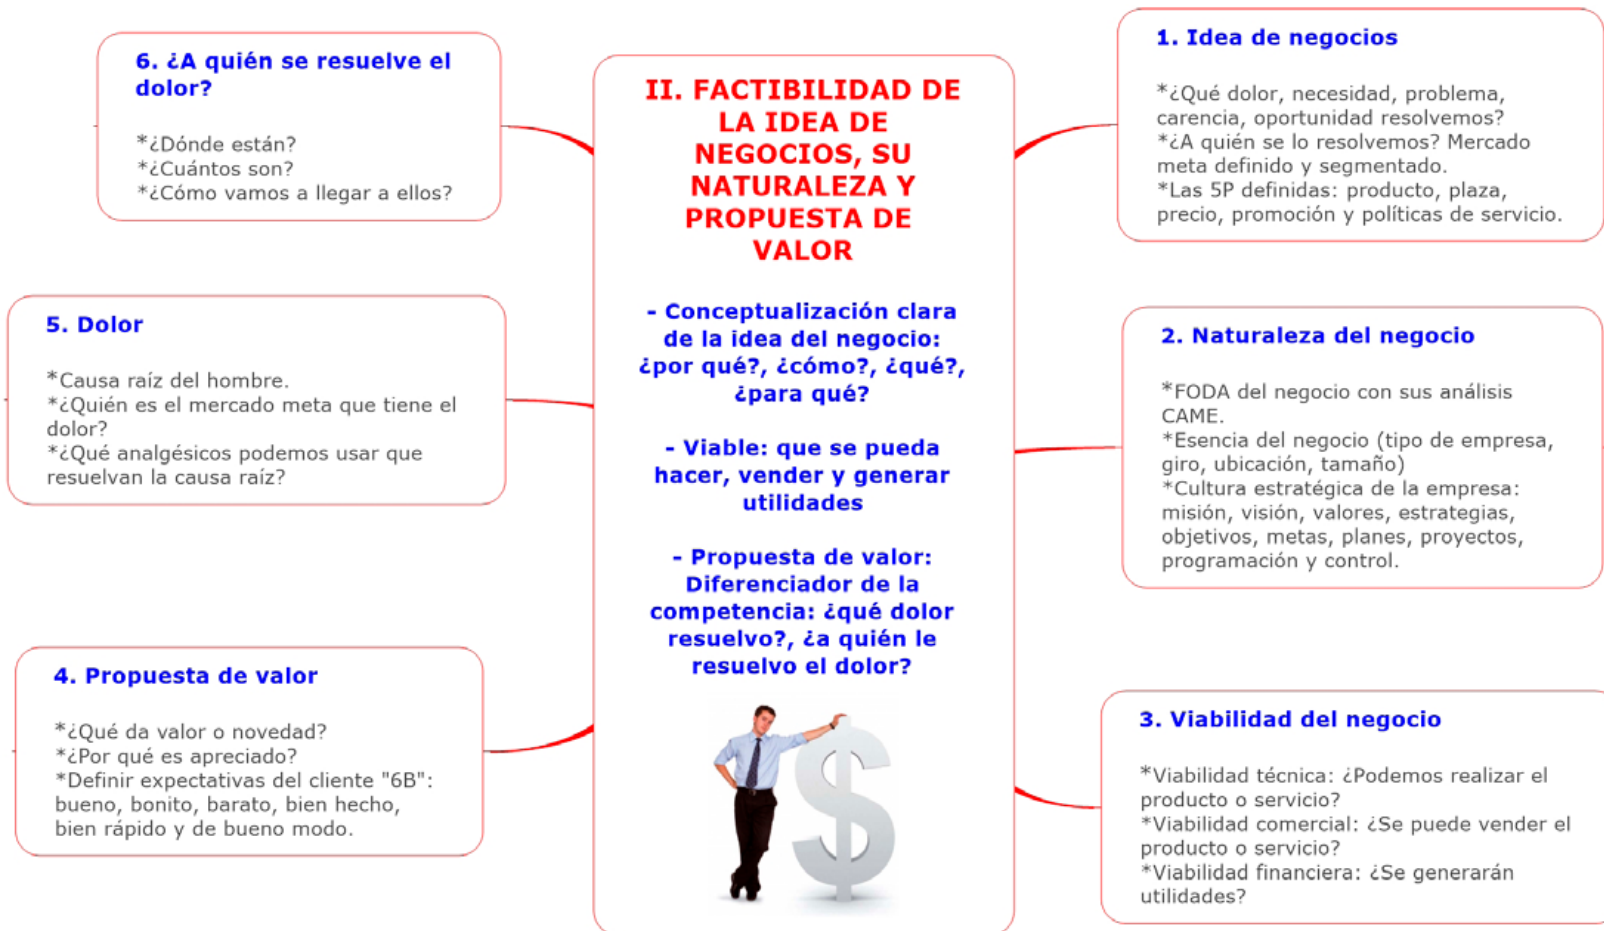 II. FACTIBILIDAD DE
LA IDEA DE
NEGOCIOS, SU
NATURALEZA Y
PROPUESTA DE
VALOR
- Conceptualización clara
de la idea del negocio:
¿por qué?, ¿cómo?, ¿qué?,
¿para qué?
- Viable: que se pueda
hacer, vender y generar
utilidades
- Propuesta de valor:
Diferenciador de la
competencia: ¿qué dolor
resuelvo?, ¿a quién le
resuelvo el dolor?
1. Idea de negocios
*¿Qué dolor, necesidad, problema,
carencia, oportunidad resolvemos?
*¿A quién se lo resolvemos? Mercado
meta definido y segmentado.
*Las 5P definidas: producto, plaza,
precio, promoción y políticas de servicio.
2. Naturaleza del negocio
*FODA del negocio con sus análisis
CAME.
*Esencia del negocio (tipo de empresa,
giro, ubicación, tamaño)
*Cultura estratégica de la empresa:
misión, visión, valores, estrategias,
objetivos, metas, planes, proyectos,
programación y control.
3. Viabilidad del negocio
*Viabilidad técnica: ¿Podemos realizar el
producto o servicio?
*Viabilidad comercial: ¿Se puede vender el
producto o servicio?
*Viabilidad financiera: ¿Se generarán
utilidades?
4. Propuesta de valor
*¿Qué da valor o novedad?
*¿Por qué es apreciado?
*Definir expectativas del cliente "6B":
bueno, bonito, barato, bien hecho,
bien rápido y de bueno modo.
5. Dolor
*Causa raíz del hombre.
*¿Quién es el mercado meta que tiene el
dolor?
*¿Qué analgésicos podemos usar que
resuelvan la causa raíz?
6. ¿A quién se resuelve el
dolor?
*¿Dónde están?
*¿Cuántos son?
*¿Cómo vamos a llegar a ellos?